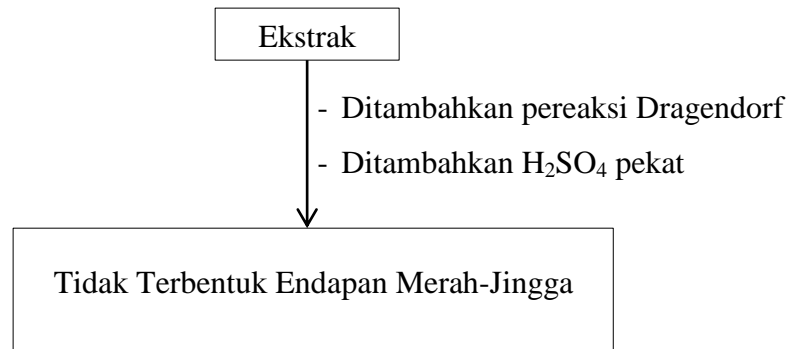 Ekstrak
- Ditambahkan pereaksi Dragendorf
- Ditambahkan H₂SO₄ pekat
Tidak Terbentuk Endapan Merah-Jingga